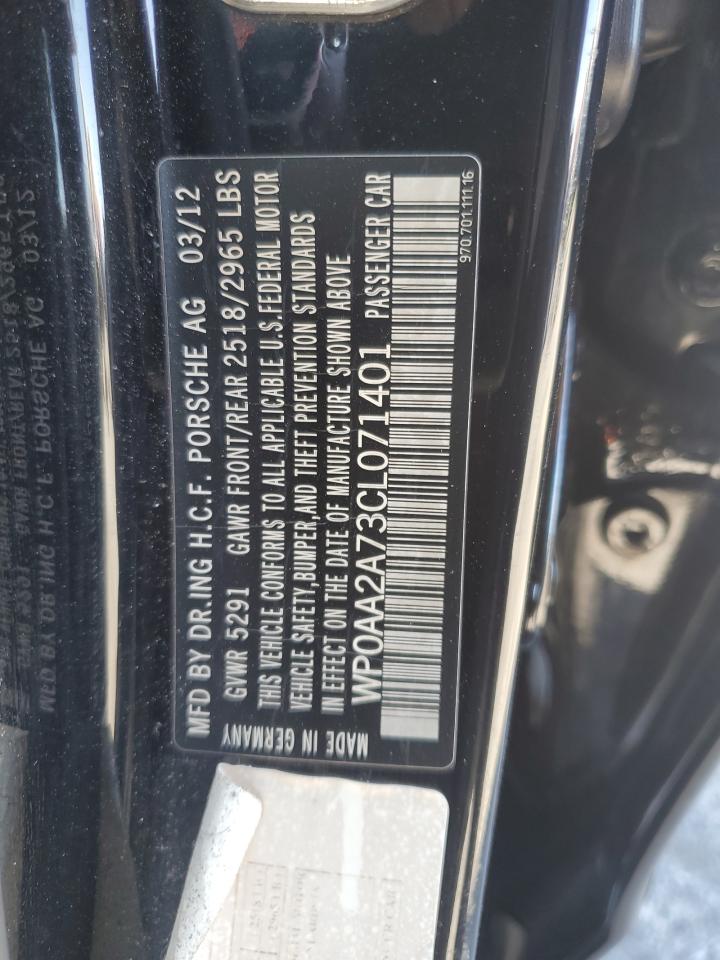 MFD BY DR.ING H.C.F. PORSCHE AG 03/12
GVWR 5291 GAWR FRONT/REAR 2518/2965 LBS
THIS VEHICLE CONFORMS TO ALL APPLICABLE U.S.FEDERAL MOTOR
VEHICLE SAFETY,BUMPER,AND THEFT PREVENTION STANDARDS
IN EFFECT ON THE DATE OF MANUFACTURE SHOWN ABOVE
WP0AA2A73CL071401 PASSENGER CAR
970.701.111.16
MADE IN GERMANY